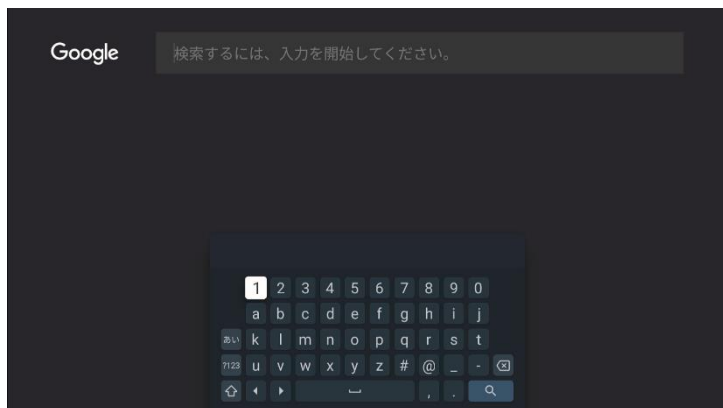 Google 検索するには、入力を開始してください。
1 2 3 4 5 6 7 8 9 0
a b c d e f g h i j
あい k l m n o p q r s t
?123 u v w x y z # @ _ -
, .